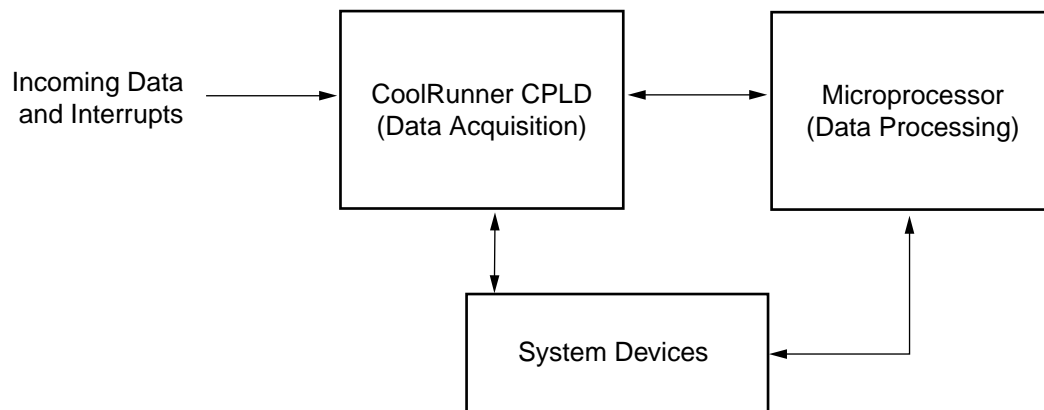 Incoming Data
and Interrupts
CoolRunner CPLD
(Data Acquisition)
Microprocessor
(Data Processing)
System Devices